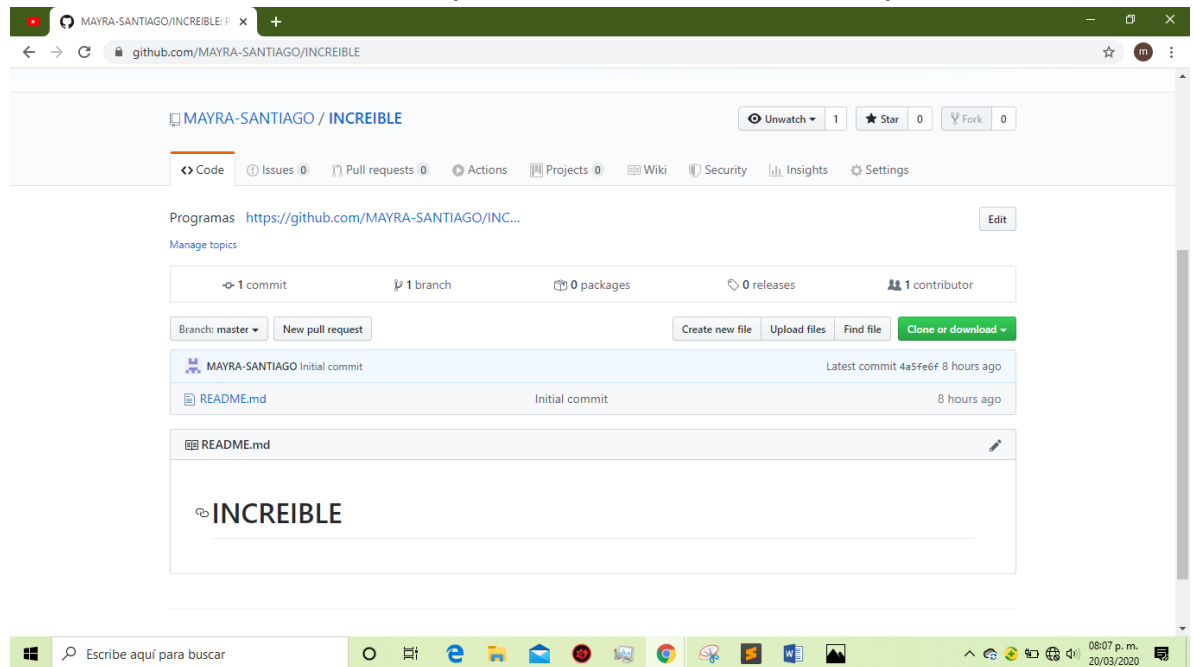 MAYRA-SANTIAGO/INCREIBLE: P
github.com/MAYRA-SANTIAGO/INCREIBLE
m
MAYRA-SANTIAGO / INCREIBLE
Unwatch 1 Star 0 Fork 0
Code Issues 0 Pull requests 0 Actions Projects 0 Wiki Security Insights Settings
Programas https://github.com/MAYRA-SANTIAGO/INC... Edit
Manage topics
1 commit 1 branch 0 packages 0 releases 1 contributor
Branch: master New pull request Create new file Upload files Find file Clone or download
MAYRA-SANTIAGO Initial commit Latest commit 4a5fe6f 8 hours ago
README.md Initial commit 8 hours ago
README.md
INCREIBLE
Escribe aquí para buscar
08:07 p. m.
20/03/2020